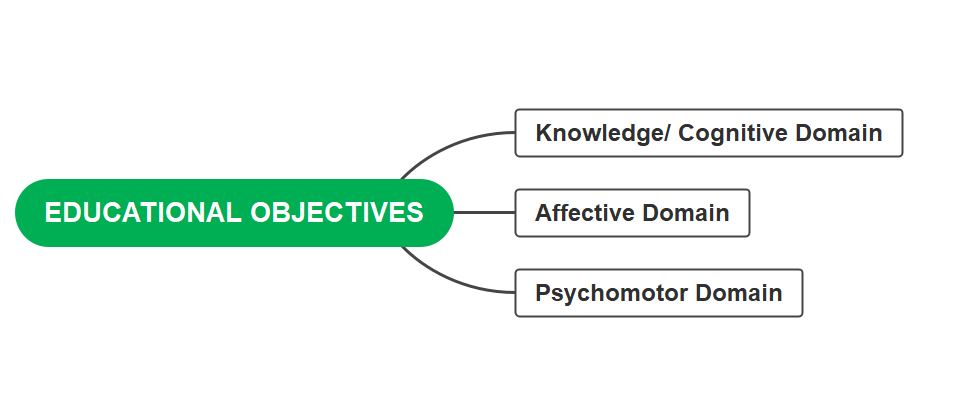 EDUCATIONAL OBJECTIVES
Knowledge/ Cognitive Domain
Affective Domain
Psychomotor Domain